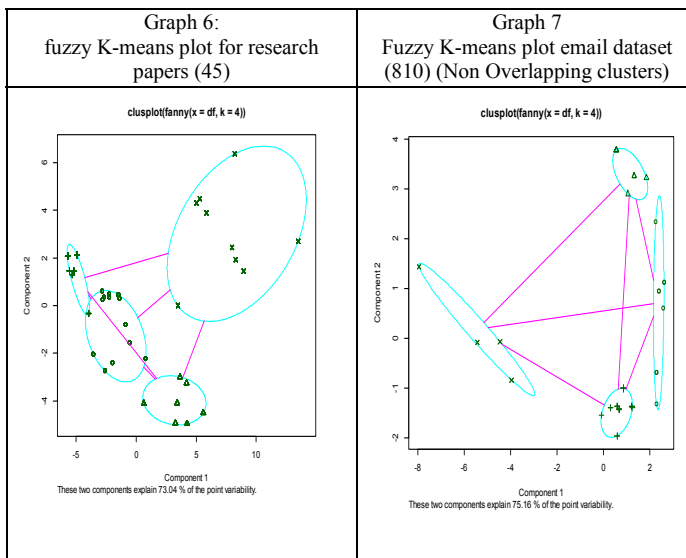 Graph 6:
fuzzy K-means plot for research
papers (45)
Graph 7
Fuzzy K-means plot email dataset
(810) (Non Overlapping clusters)
clusplot(fanny(x = df, k = 4))
Component 2
6
4
2
0
-2
-4
-5
0
5
10
Component 1
These two components explain 73.04 % of the point variability.
clusplot(fanny(x = df, k = 4))
Component 2
4
3
2
1
0
-1
-2
-8
-6
-4
-2
0
2
Component 1
These two components explain 75.16 % of the point variability.